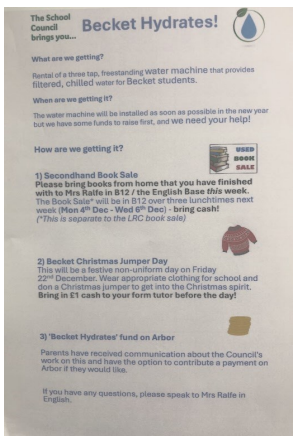 The School
Council
brings you...
Becket Hydrates!
What are we getting?
Rental of a three tap, freestanding water machine that provides
filtered, chilled water for Becket students.
When are we getting it?
The water machine will be installed as soon as possible in the new year
but we have some funds to raise first, and we need your help!
How are we getting it?
USED
BOOK
SALE
1) Secondhand Book Sale
Please bring books from home that you have finished
with to Mrs Ralfe in B12 / the English Base this week.
The Book Sale* will be in B12 over three lunchtimes next
week (Mon 4th Dec - Wed 6th Dec) - bring cash!
(*This is separate to the LRC book sale)
2) Becket Christmas Jumper Day
This will be a festive non-uniform day on Friday
22nd December. Wear appropriate clothing for school and
don a Christmas jumper to get into the Christmas spirit.
Bring in £1 cash to your form tutor before the day!
3) 'Becket Hydrates' fund on Arbor
Parents have received communication about the Council's
work on this and have the option to contribute a payment on
Arbor if they would like.
If you have any questions, please speak to Mrs Ralfe in
English.